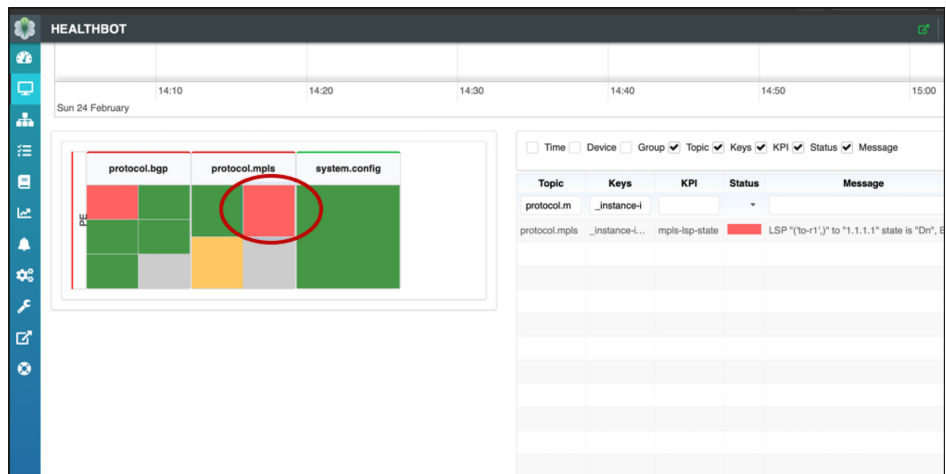 HEALTHBOT
14:10 14:20 14:30 14:40 14:50 15:00
Sun 24 February
protocol.bgp protocol.mpls system.config
PE
Time Device Group Topic Keys KPI Status Message
Topic Keys KPI Status Message
protocol.m _instance-i
protocol.mpls _instance-i... mpls-lsp-state LSP "('to-r1',)" to "1.1.1.1" state is "Dn", E